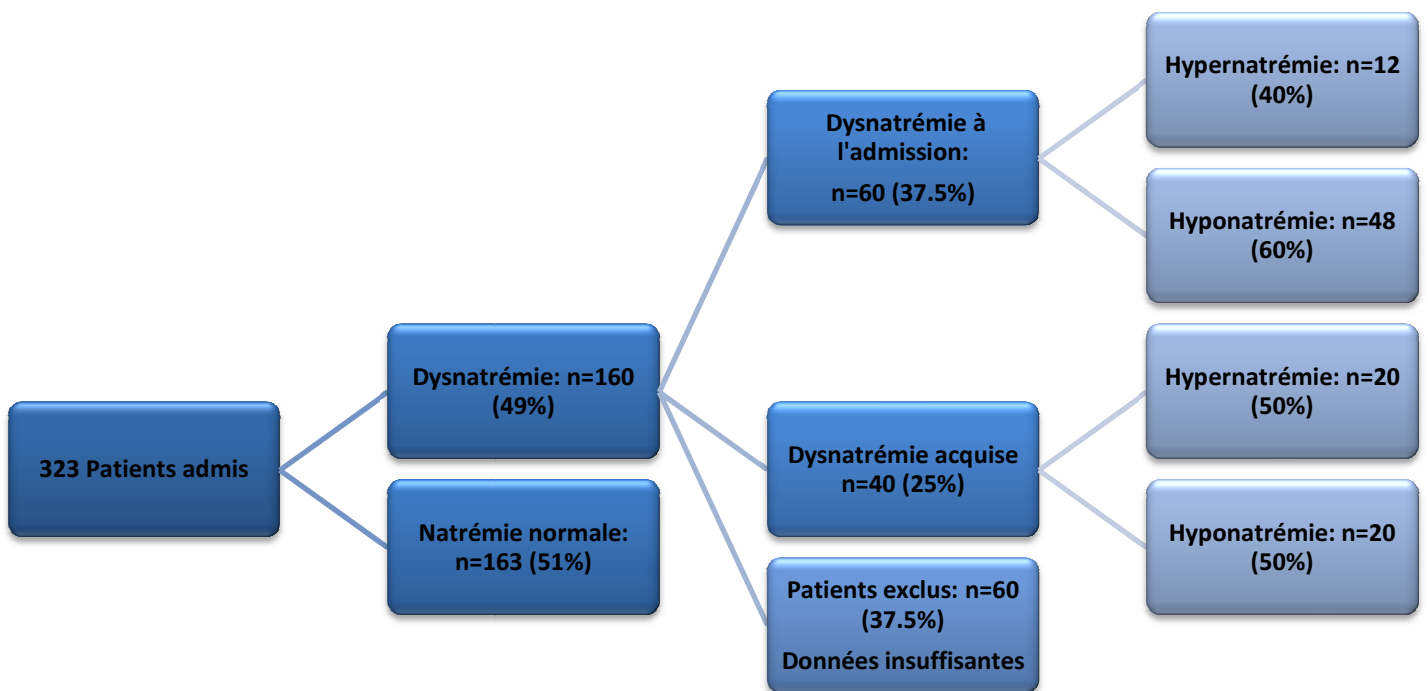 323 Patients admis
Dysnatrémie: n=160
(49%)
Natrémie normale:
n=163 (51%)
Dysnatrémie à
l'admission:
n=60 (37.5%)
Dysnatrémie acquise
n=40 (25%)
Patients exclus: n=60
(37.5%)
Données insuffisantes
Hypernatrémie: n=12
(40%)
Hyponatrémie: n=48
(60%)
Hypernatrémie: n=20
(50%)
Hyponatrémie: n=20
(50%)